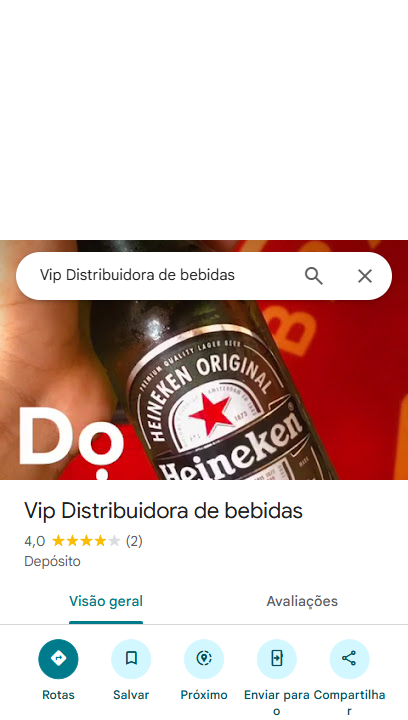 Vip Distribuidora de bebidas
PREMIUM QUALITY LAGER BEER
HEINEKEN ORIGINAL
Heineken
Do
Vip Distribuidora de bebidas
4,0 (2)
Depósito
Visão geral Avaliações
Rotas Salvar Próximo Enviar para o Compartilhar